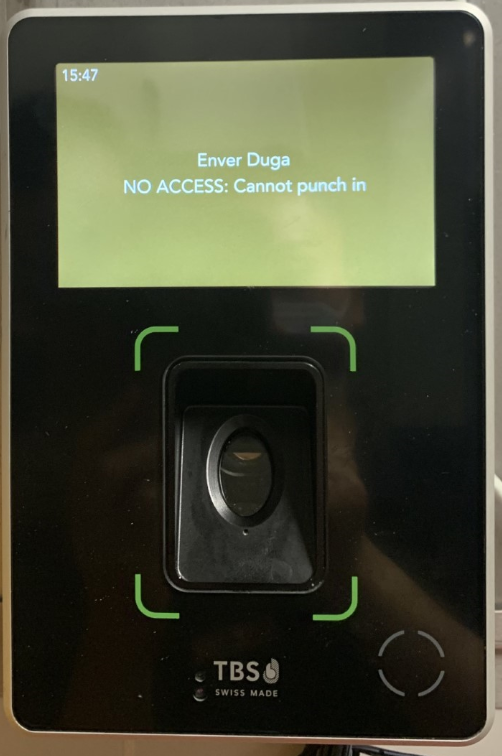 15:47
Enver Duga
NO ACCESS: Cannot punch in
TBS
SWISS MADE